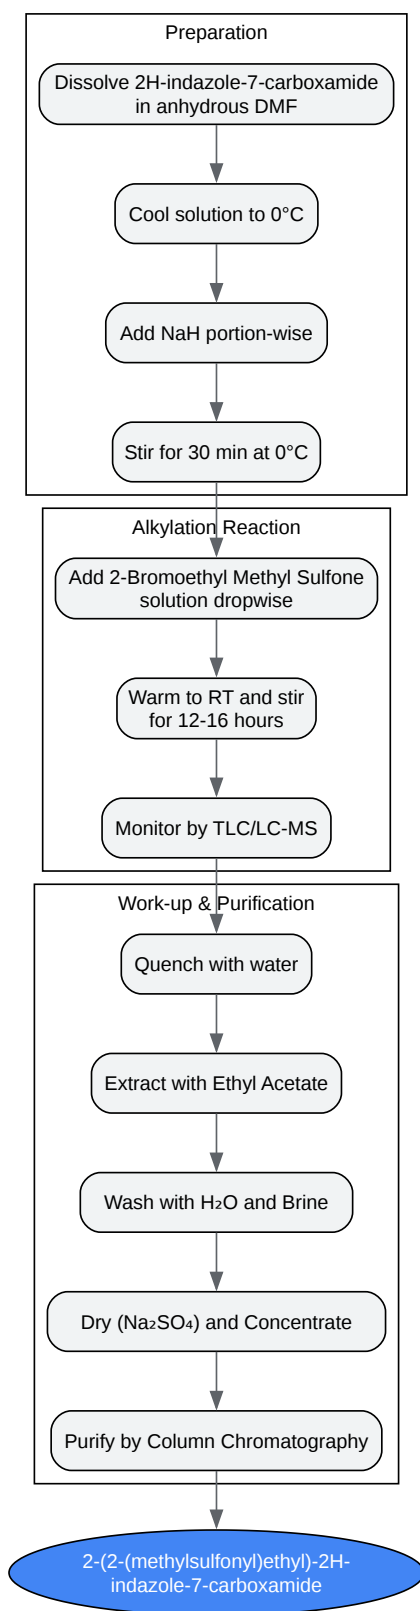 Preparation
Dissolve 2H-indazole-7-carboxamide
in anhydrous DMF
Cool solution to 0°C
Add NaH portion-wise
Stir for 30 min at 0°C
Alkylation Reaction
Add 2-Bromoethyl Methyl Sulfone
solution dropwise
Warm to RT and stir
for 12-16 hours
Monitor by TLC/LC-MS
Work-up & Purification
Quench with water
Extract with Ethyl Acetate
Wash with H₂O and Brine
Dry (Na₂SO₄) and Concentrate
Purify by Column Chromatography
2-(2-(methylsulfonyl)ethyl)-2H-
indazole-7-carboxamide